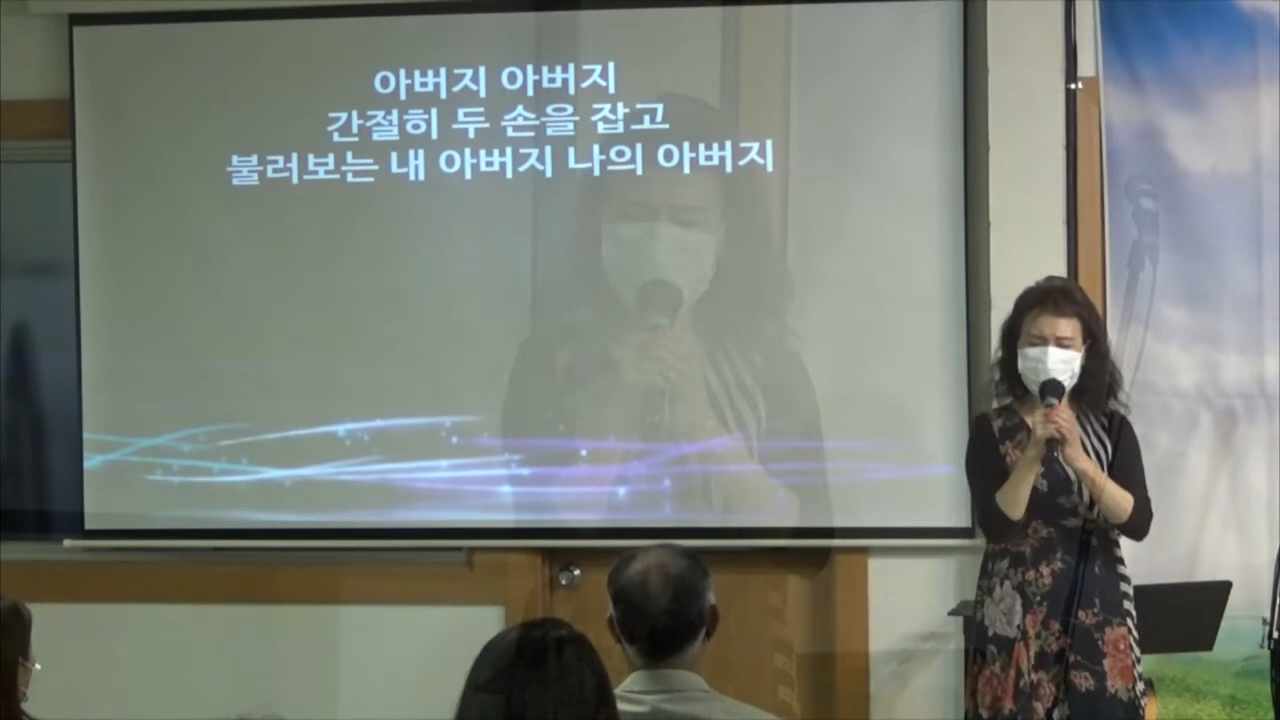 아버지 아버지
간절히 두 손을 잡고
불러보는 내 아버지 나의 아버지